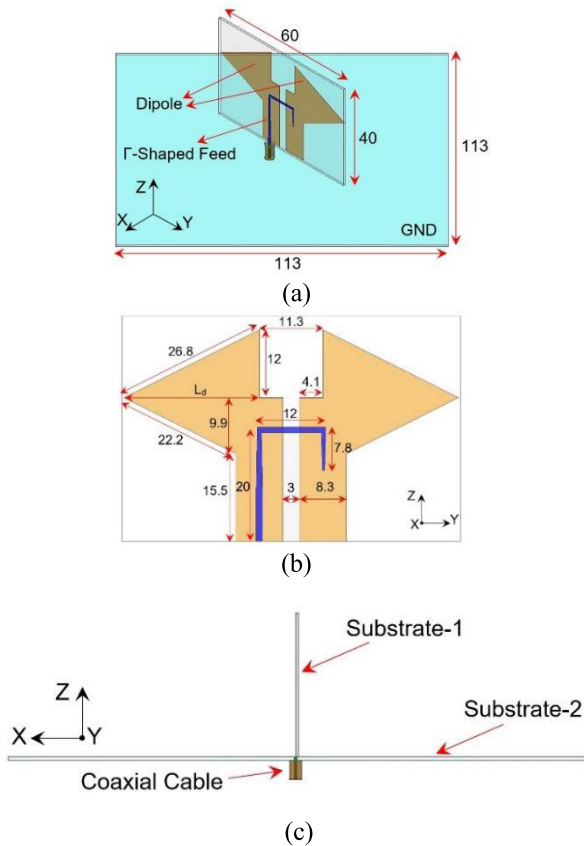 60
Dipole
40
Γ-Shaped Feed
113
Z
X
Y
GND
113
(a)
11.3
26.8
12
4.1
Ld
12
9.9
7.8
22.2
15.5
20
3
8.3
Z
X
Y
(b)
Substrate-1
Z
Substrate-2
X
Y
Coaxial Cable
(c)